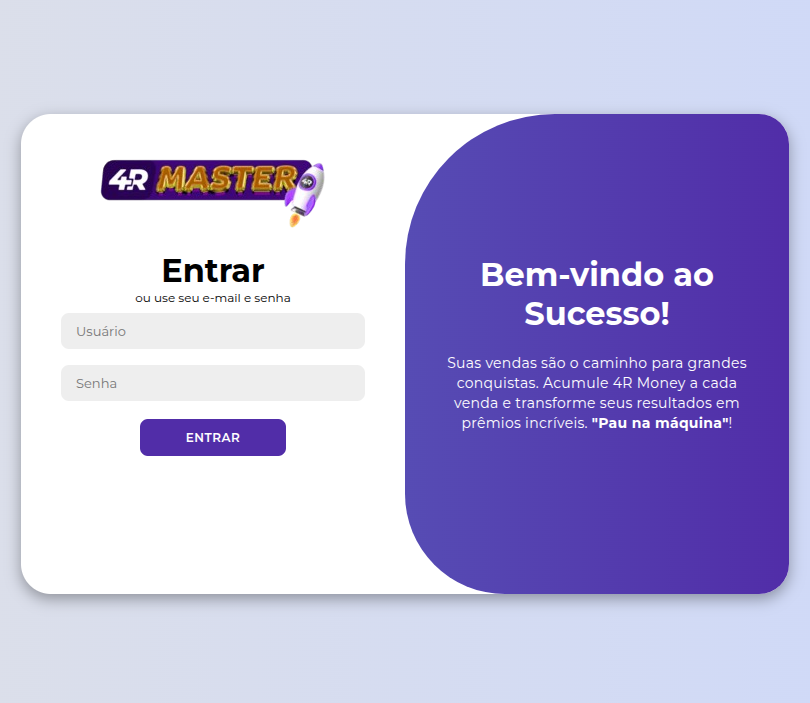 4R MASTER
4R
Entrar
ou use seu e-mail e senha
Usuário
Senha
ENTRAR
Bem-vindo ao
Sucesso!
Suas vendas são o caminho para grandes
conquistas. Acumule 4R Money a cada
venda e transforme seus resultados em
prêmios incríveis. "Pau na máquina"!